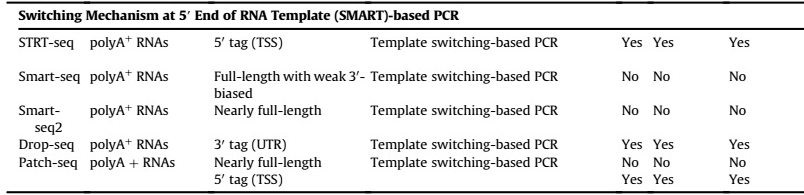 Switching Mechanism at 5′ End of RNA Template (SMART)-based PCR
STRT-seq polyA+ RNAs 5′ tag (TSS) Template switching-based PCR Yes Yes Yes
Smart-seq polyA+ RNAs Full-length with weak 3′- Template switching-based PCR No No No
biased
Smart- polyA+ RNAs Nearly full-length Template switching-based PCR No No No
seq2
Drop-seq polyA+ RNAs 3′ tag (UTR) Template switching-based PCR Yes Yes Yes
Patch-seq polyA + RNAs Nearly full-length Template switching-based PCR No No No
5′ tag (TSS) Yes Yes Yes